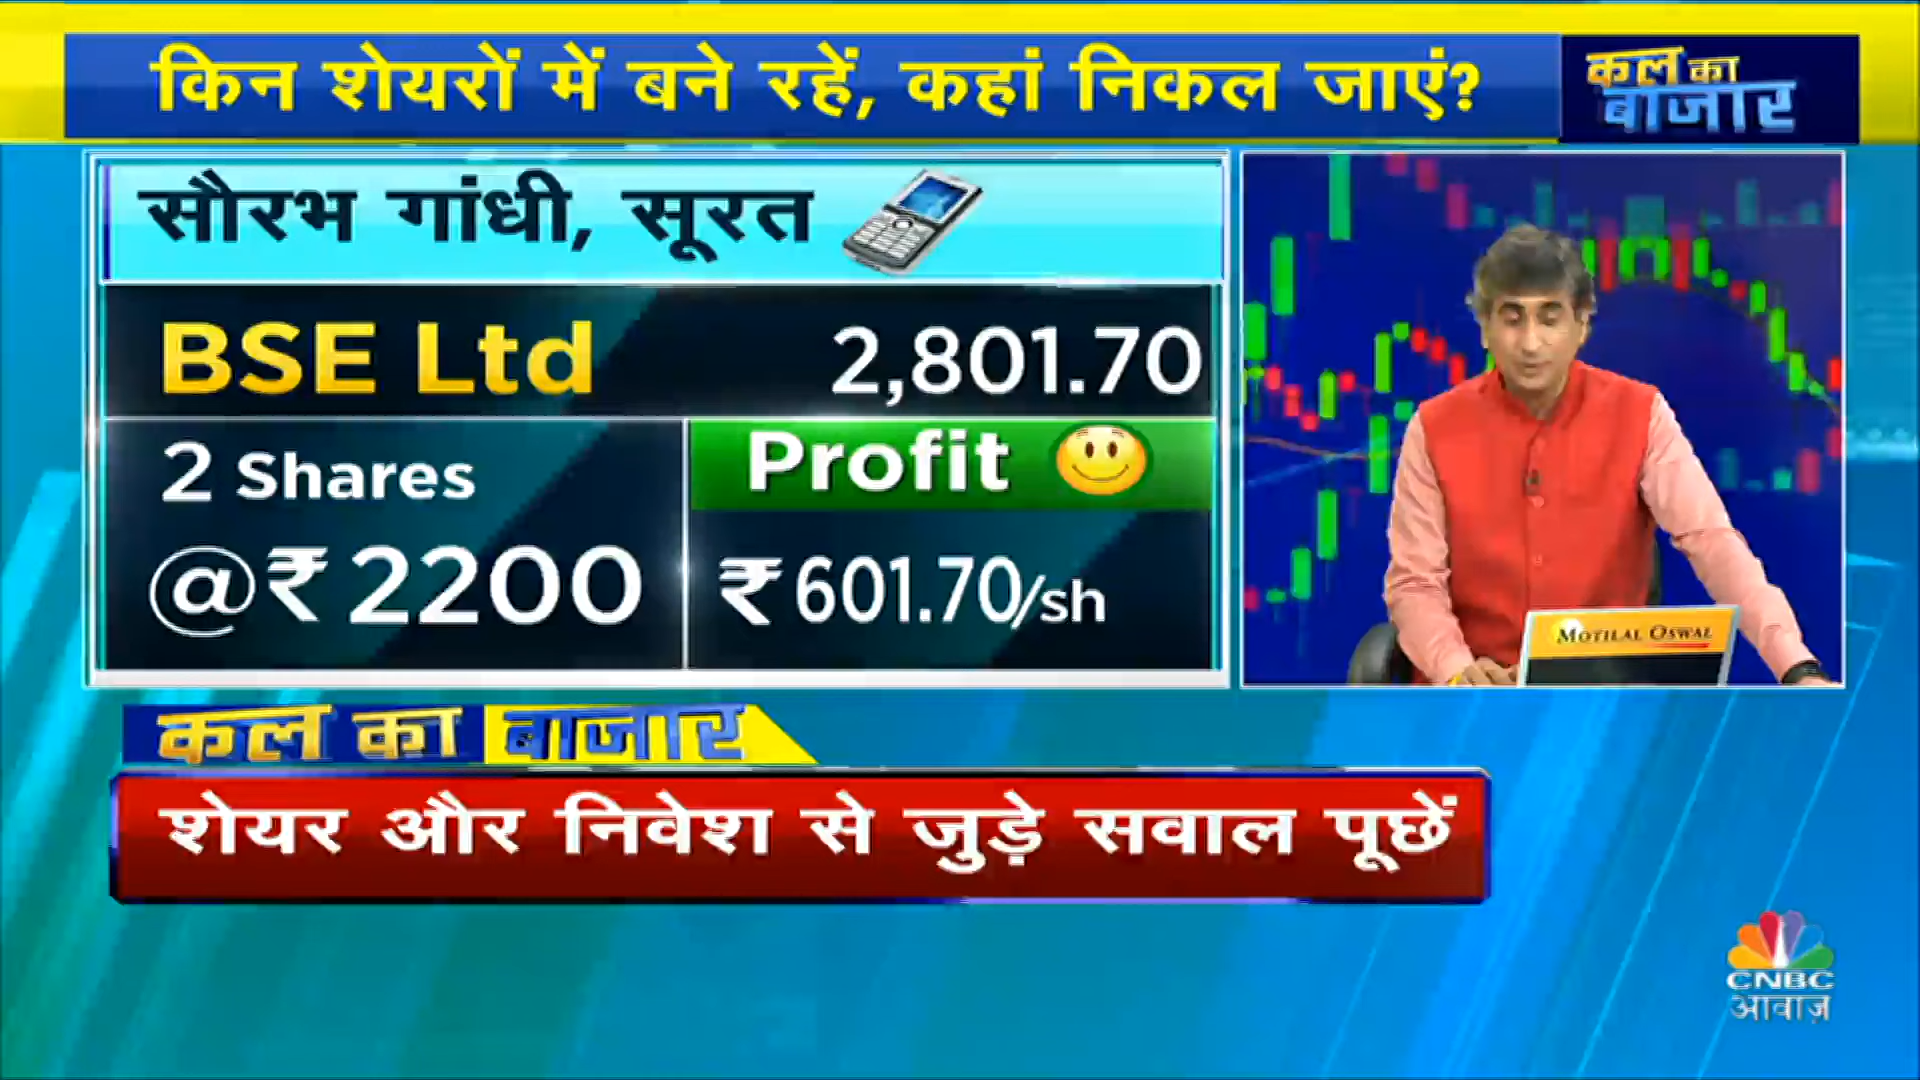 किन शेयरों में बने रहें, कहां निकल जाएं?
कल का
बाजार
सौरभ गांधी, सूरत
BSE Ltd 2,801.70
2 Shares
@₹2200
Profit
₹601.70/sh
MOTILAL OSWAL
कल का बाजार
शेयर और निवेश से जुड़े सवाल पूछें
CNBC
आवाज़